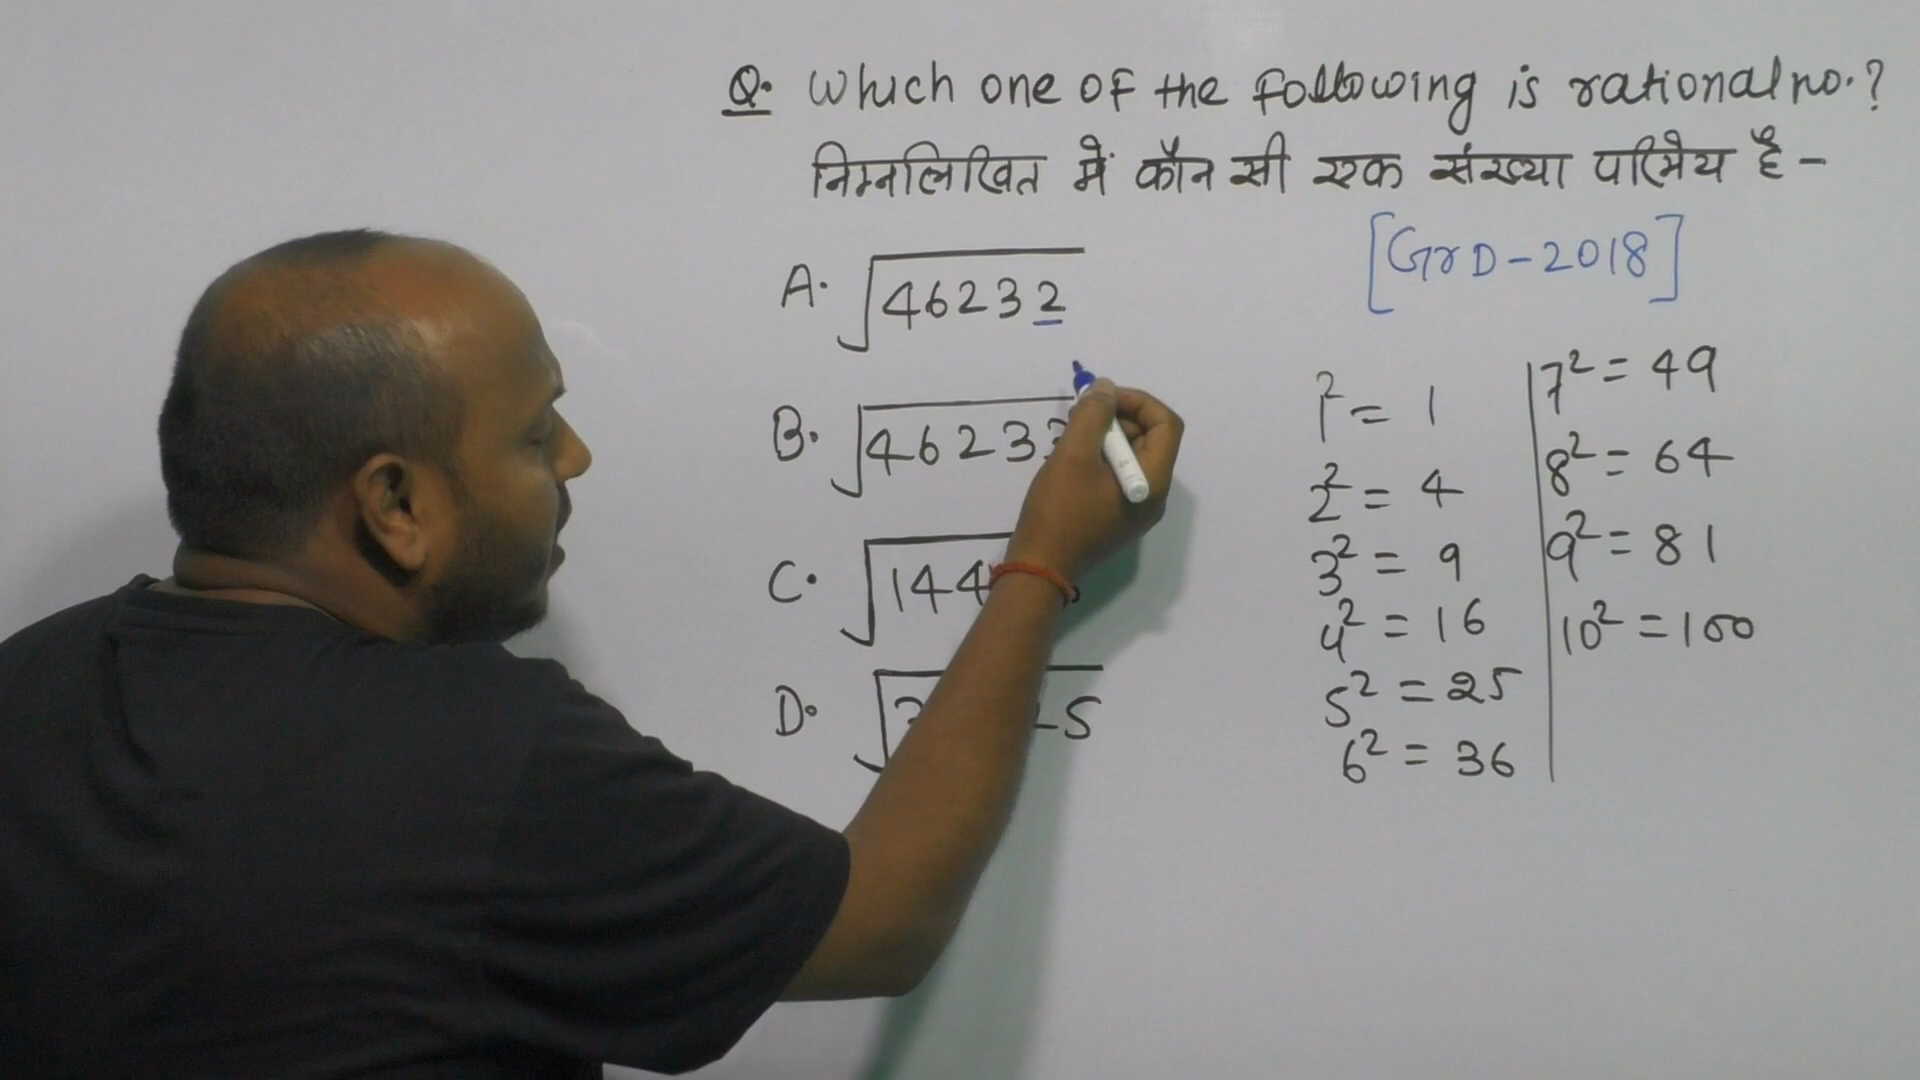 Q. Which one of the following is rational no.?
निम्नलिखित में कौन सी एक संख्या परिमेय है -
[GrD-2018]
A. √46232
B. √4623
C. √144
D. √ 5
1² = 1
2² = 4
3² = 9
4² = 16
5² = 25
6² = 36
7² = 49
8² = 64
9² = 81
10² = 100